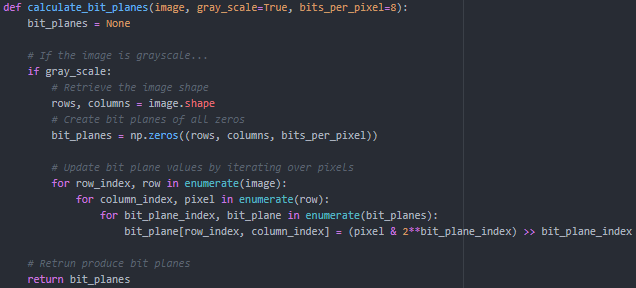 def calculate_bit_planes(image, gray_scale=True, bits_per_pixel=8):
    bit_planes = None

    # If the image is grayscale...
    if gray_scale:
        # Retrieve the image shape
        rows, columns = image.shape
        # Create bit planes of all zeros
        bit_planes = np.zeros((rows, columns, bits_per_pixel))

        # Update bit plane values by iterating over pixels
        for row_index, row in enumerate(image):
            for column_index, pixel in enumerate(row):
                for bit_plane_index, bit_plane in enumerate(bit_planes):
                    bit_plane[row_index, column_index] = (pixel & 2**bit_plane_index) >> bit_plane_index

    # Retrun produce bit planes
    return bit_planes